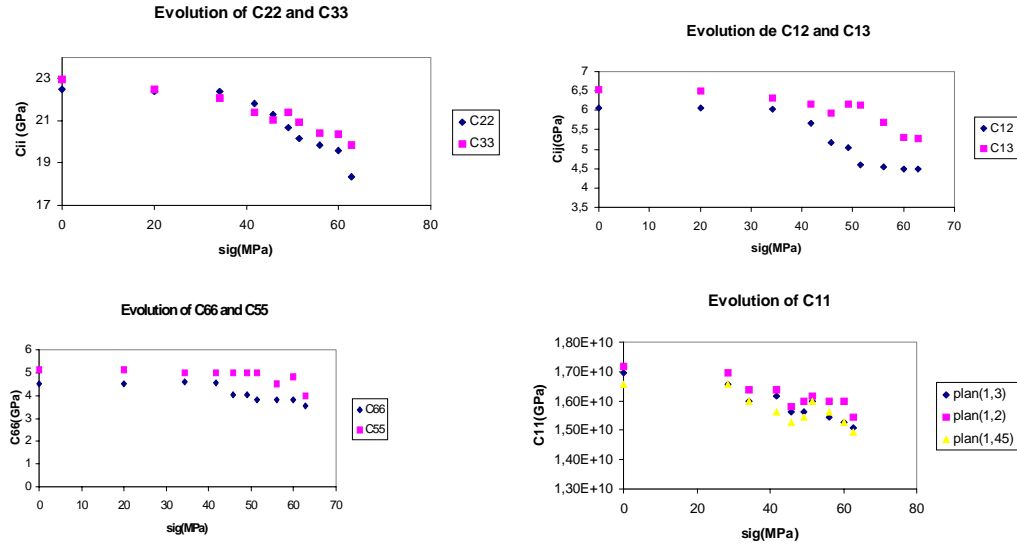 Evolution of C22 and C33
23
21
19
17
Cii (GPa)
0
20
40
60
80
sig(MPa)
C22
C33
Evolution de C12 and C13
7
6,5
6
5,5
5
4,5
4
3,5
Cij(GPa)
0
10
20
30
40
50
60
70
sig(MPa)
C12
C13
Evolution of C66 and C55
6
5
4
3
2
1
0
C66(GPa)
0
10
20
30
40
50
60
70
sig(MPa)
C66
C55
Evolution of C11
1,80E+10
1,70E+10
1,60E+10
1,50E+10
1,40E+10
1,30E+10
C11(GPa)
0
20
40
60
80
sig(MPa)
plan(1,3)
plan(1,2)
plan(1,45)